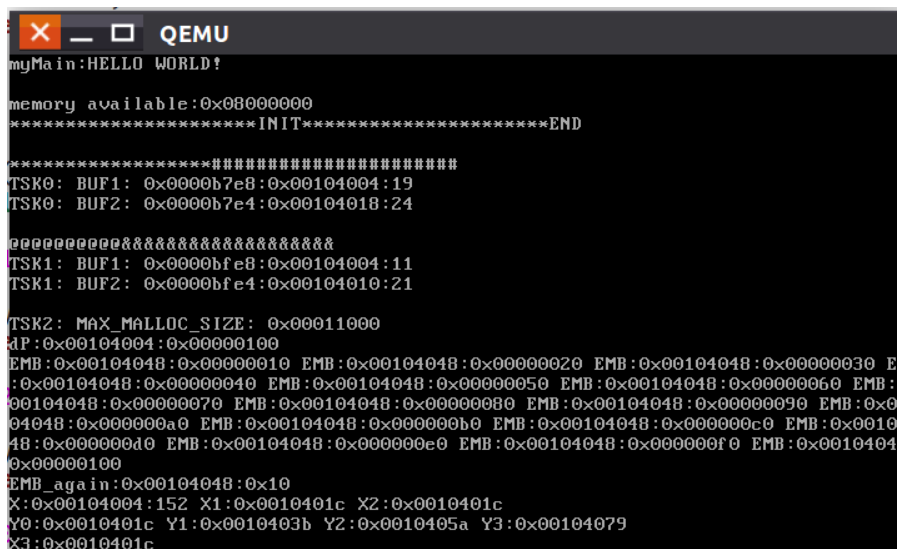 QEMU
myMain:HELLO WORLD!
memory available:0x08000000
**********************INIT**********************END
******************######################
TSK0: BUF1: 0x0000b7e8:0x00104004:19
TSK0: BUF2: 0x0000b7e4:0x00104018:24
@@@@@@@@@@&&&&&&&&&&&&&&&&&&&
TSK1: BUF1: 0x0000bfe8:0x00104004:11
TSK1: BUF2: 0x0000bfe4:0x00104010:21
TSK2: MAX_MALLOC_SIZE: 0x00011000
dP:0x00104004:0x00000100
EMB:0x00104048:0x00000010 EMB:0x00104048:0x00000020 EMB:0x00104048:0x00000030 E
:0x00104048:0x00000040 EMB:0x00104048:0x00000050 EMB:0x00104048:0x00000060 EMB:
00104048:0x00000070 EMB:0x00104048:0x00000080 EMB:0x00104048:0x00000090 EMB:0x0
04048:0x000000a0 EMB:0x00104048:0x000000b0 EMB:0x00104048:0x000000c0 EMB:0x0010
48:0x000000d0 EMB:0x00104048:0x000000e0 EMB:0x00104048:0x000000f0 EMB:0x0010404
0x00000100
EMB_again:0x00104048:0x10
X:0x00104004:152 X1:0x0010401c X2:0x0010401c
Y0:0x0010401c Y1:0x0010403b Y2:0x0010405a Y3:0x00104079
X3:0x0010401c